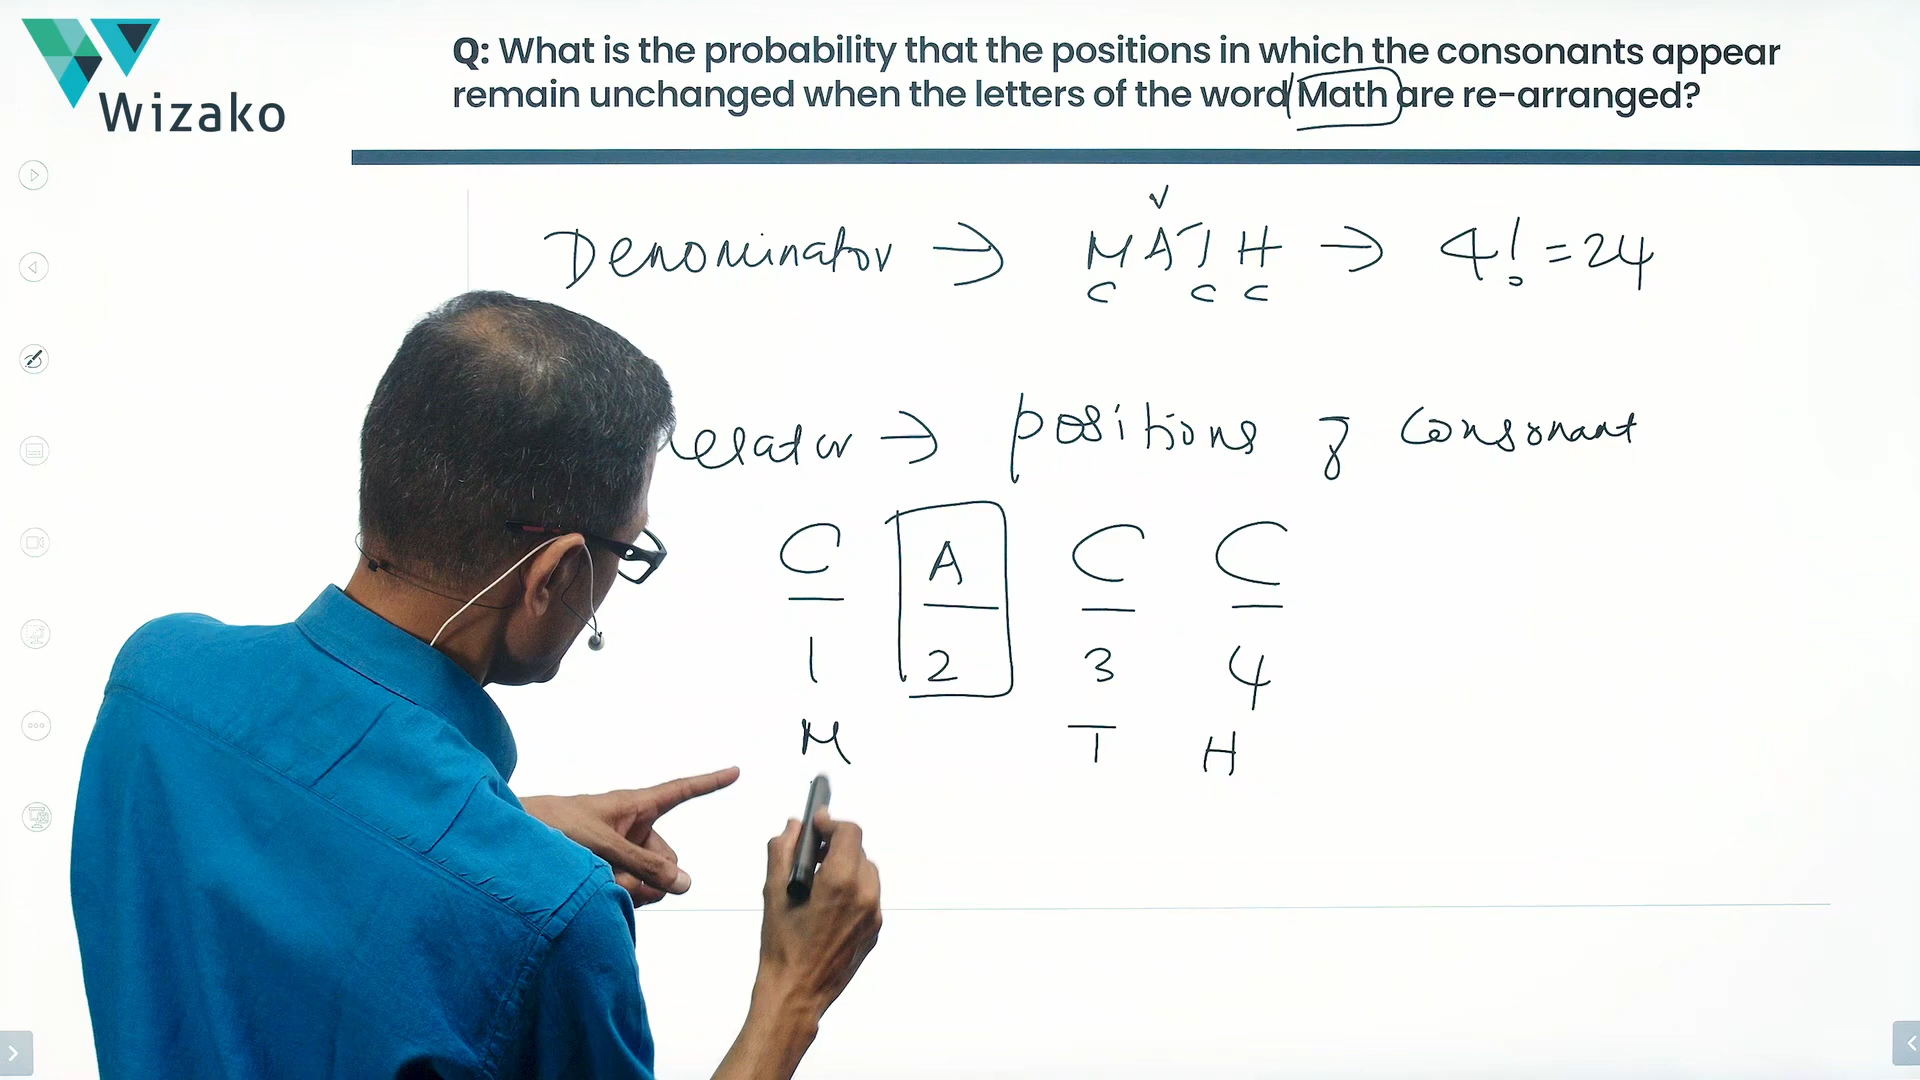 Wizako
Q: What is the probability that the positions in which the consonants appear
remain unchanged when the letters of the word Math are re-arranged?
V
Denominator → MATH → 4! = 24
C C C
erator → positions of consonant
C A C C
1 2 3 4
M T H